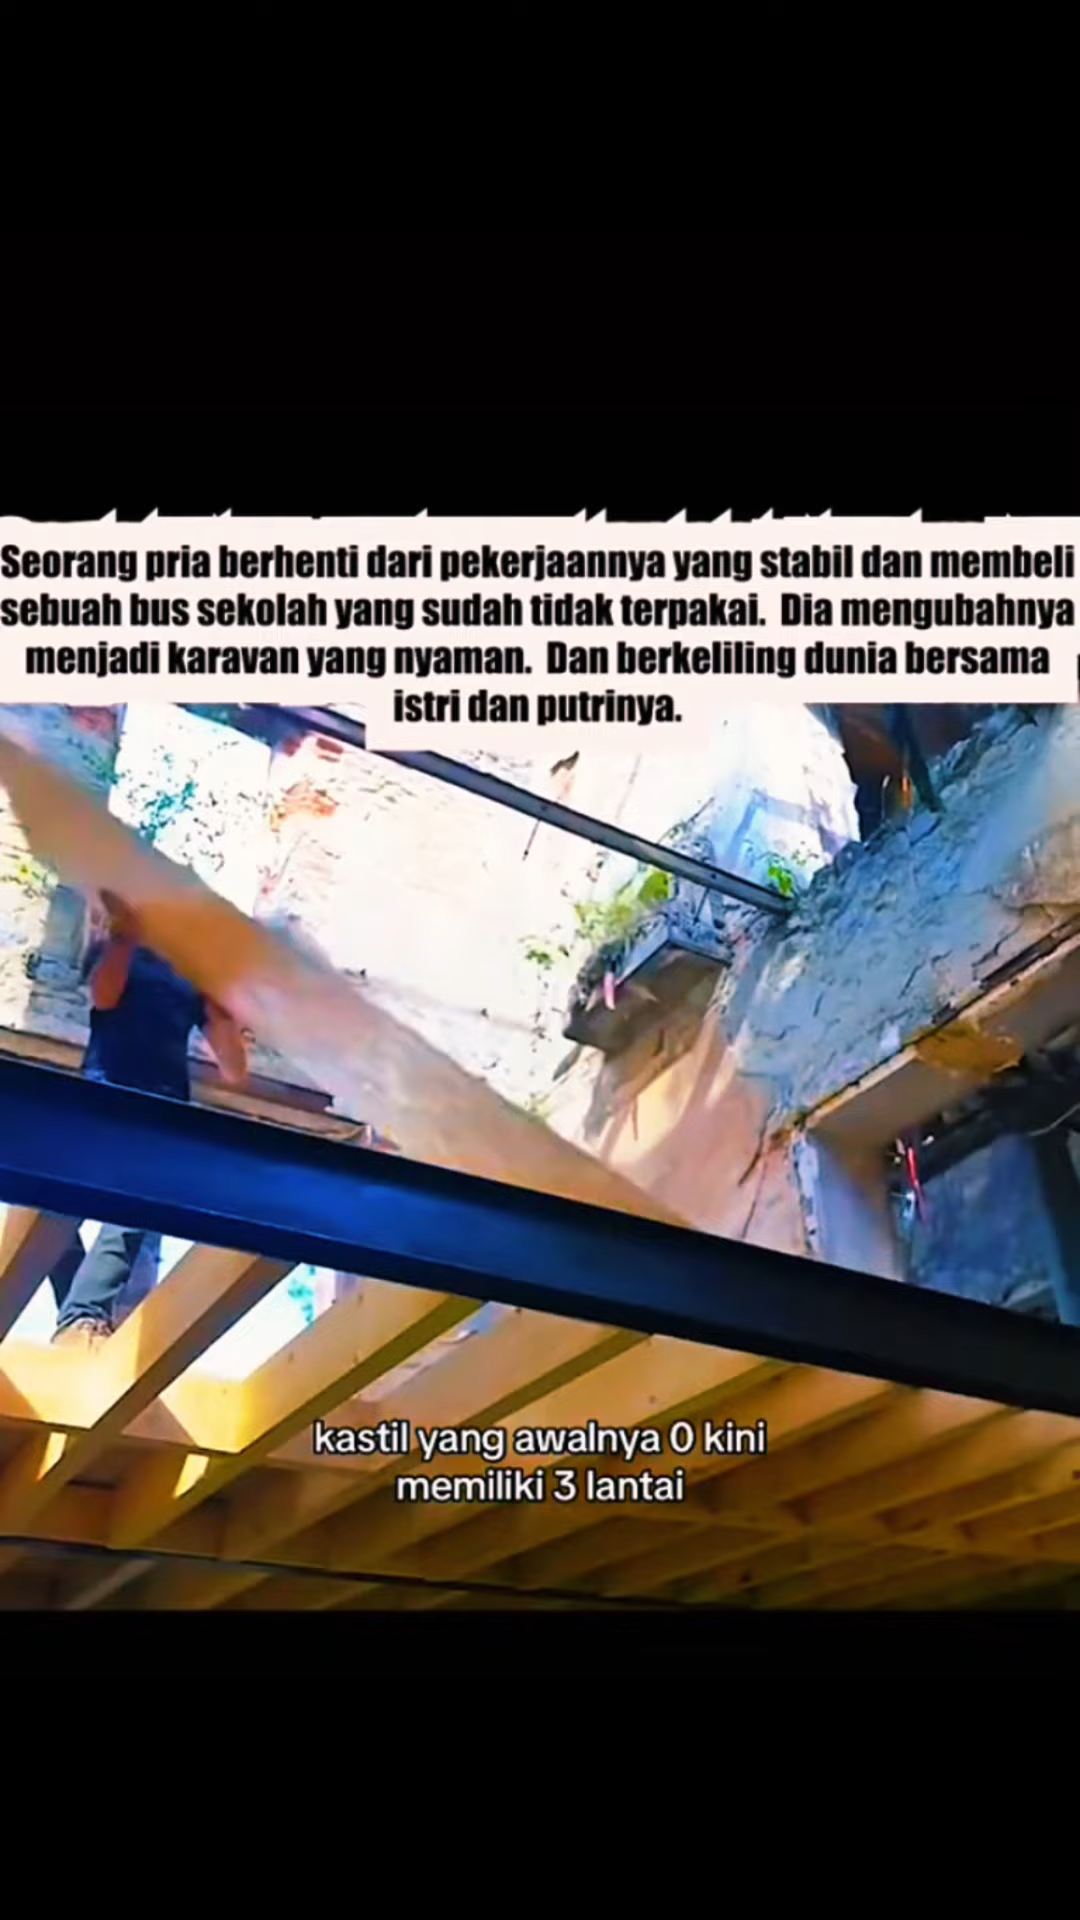 Seorang pria berhenti dari pekerjaannya yang stabil dan membeli
sebuah bus sekolah yang sudah tidak terpakai. Dia mengubahnya
menjadi karavan yang nyaman. Dan berkeliling dunia bersama
istri dan putrinya.
kastil yang awalnya 0 kini
memiliki 3 lantai